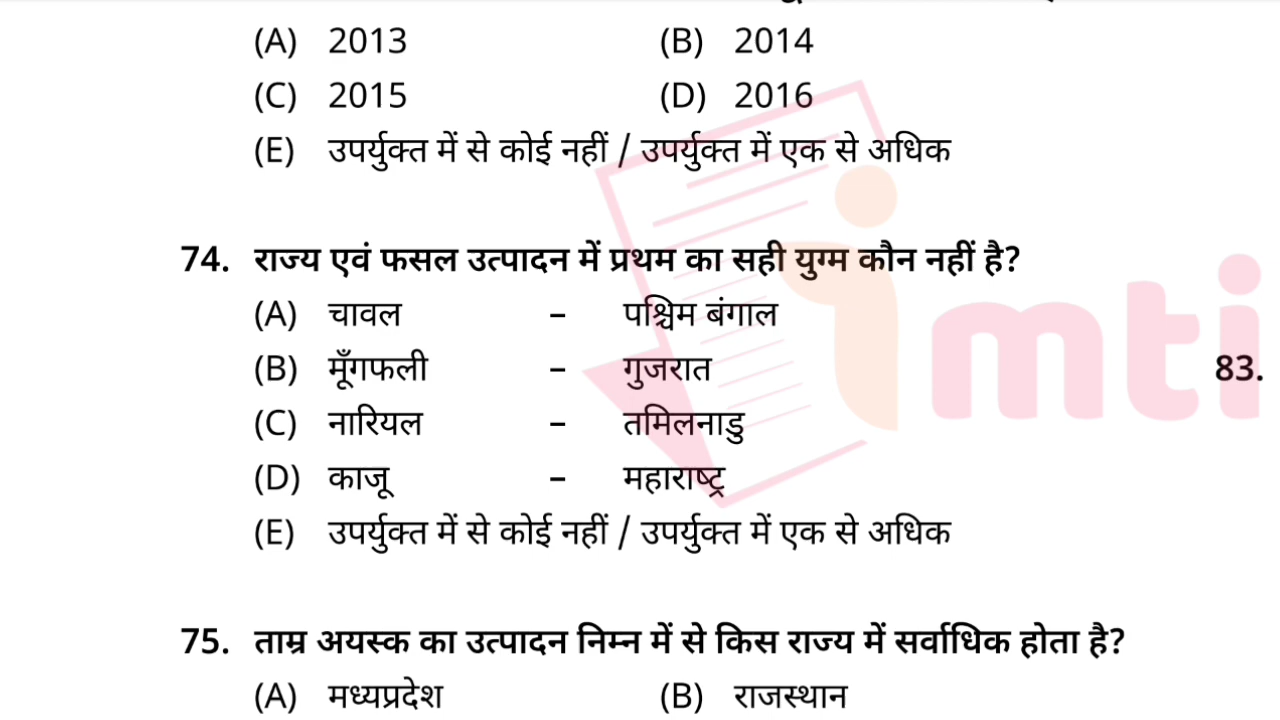 (A) 2013 (B) 2014
(C) 2015 (D) 2016
(E) उपर्युक्त में से कोई नहीं / उपर्युक्त में एक से अधिक
74. राज्य एवं फसल उत्पादन में प्रथम का सही युग्म कौन नहीं है?
(A) चावल – पश्चिम बंगाल
(B) मूँगफली – गुजरात
83.
(C) नारियल – तमिलनाडु
(D) काजू – महाराष्ट्र
(E) उपर्युक्त में से कोई नहीं / उपर्युक्त में एक से अधिक
75. ताम्र अयस्क का उत्पादन निम्न में से किस राज्य में सर्वाधिक होता है?
(A) मध्यप्रदेश (B) राजस्थान
imti